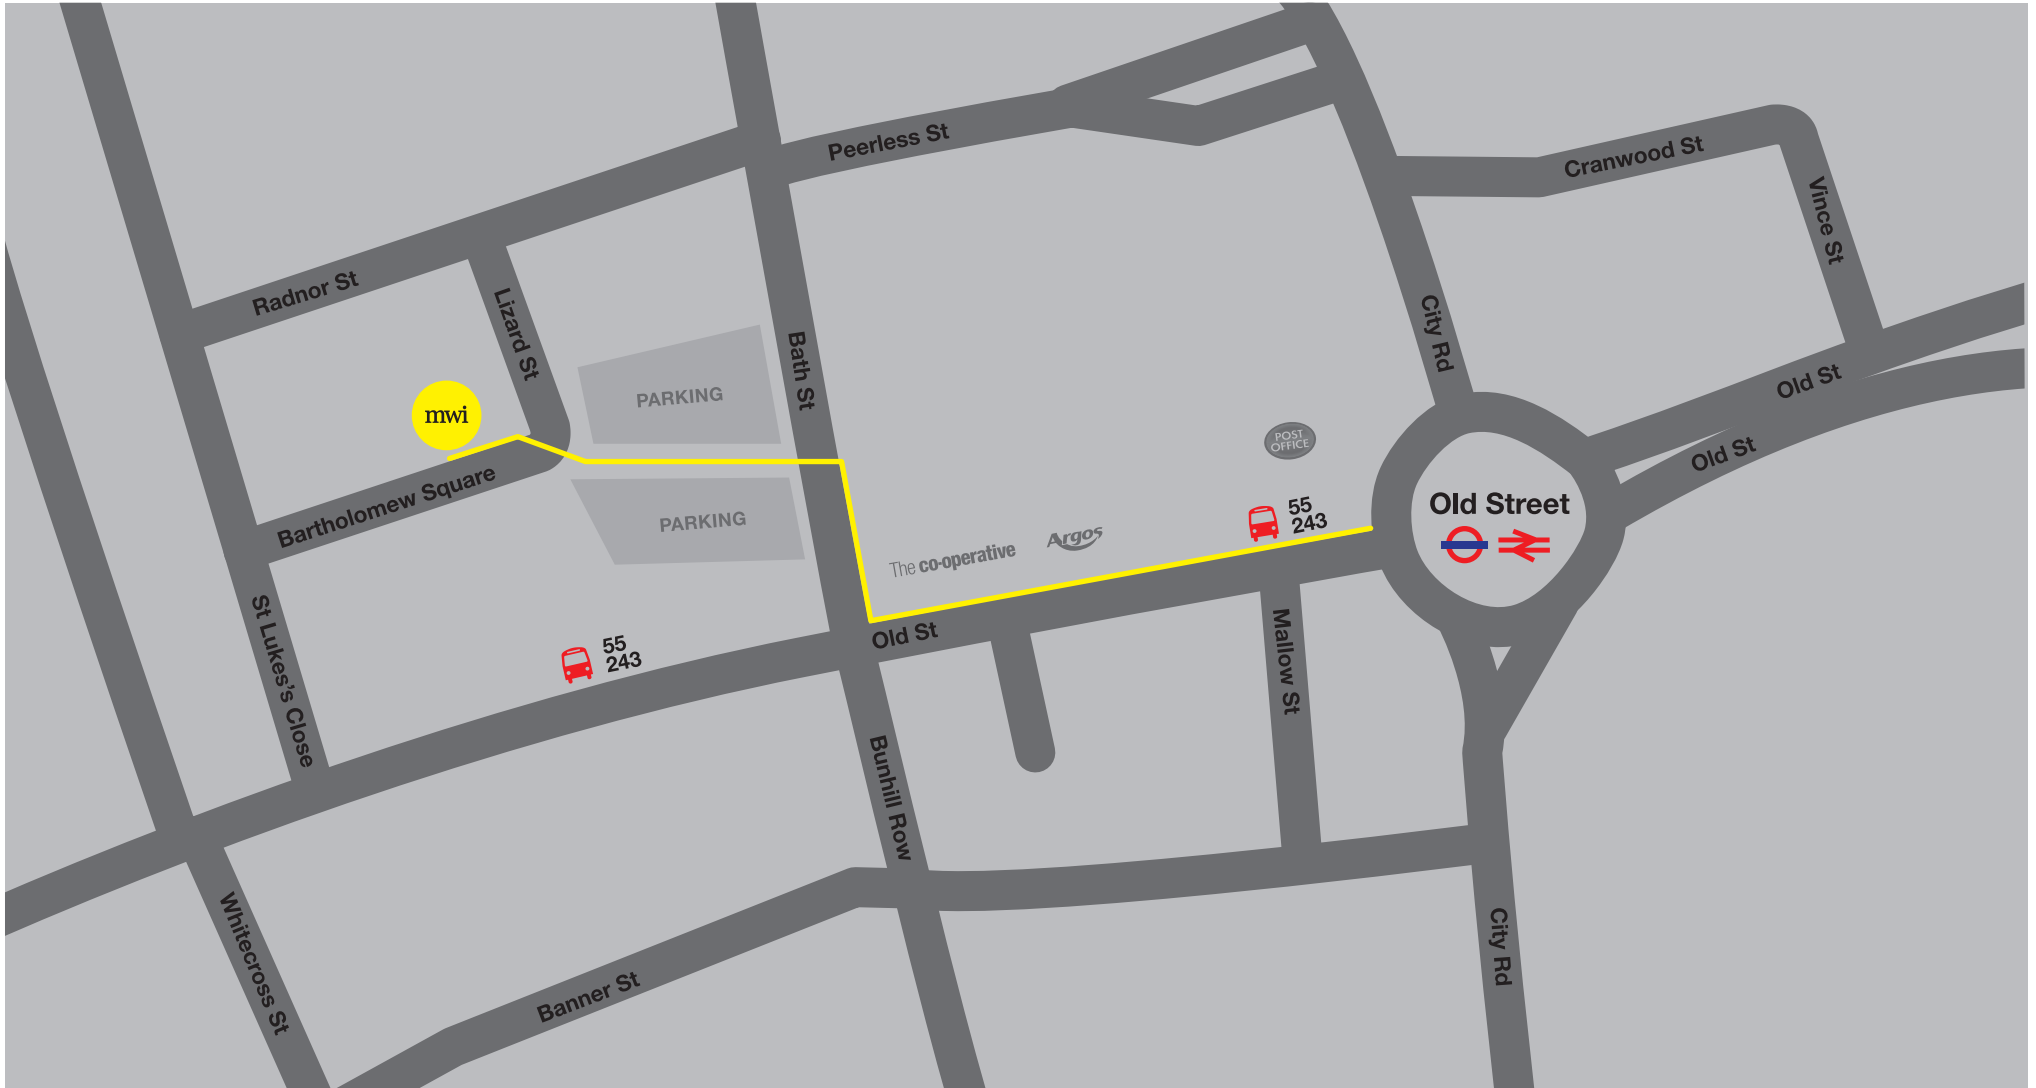 Peerless St
Cranwood St
Vince St
Radnor St
Lizard St
City Rd
Bath St
PARKING
Old St
mwi
POST
OFFICE
Old St
Bartholomew Square
PARKING
Old Street
55
243
Argos
The co-operative
St Lukes's Close
Old St
55
243
Mallow St
Bunhill Row
Whitecross St
City Rd
Banner St